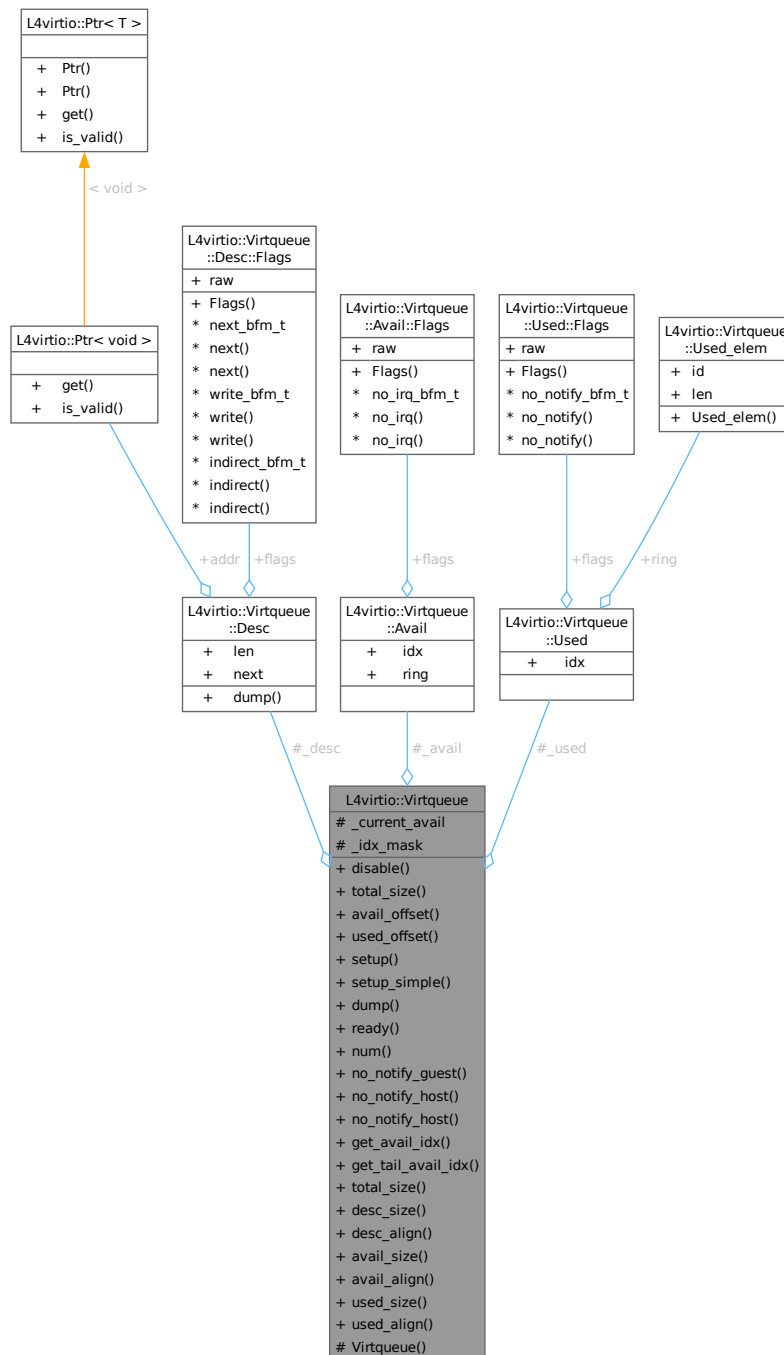 L4virtio::Ptr< T >
+ Ptr()
+ Ptr()
+ get()
+ is_valid()
< void >
L4virtio::Ptr< void >
+ get()
+ is_valid()
L4virtio::Virtqueue
::Desc::Flags
+ raw
+ Flags()
* next_bfm_t
* next()
* next()
* write_bfm_t
* write()
* write()
* indirect_bfm_t
* indirect()
* indirect()
L4virtio::Virtqueue
::Avail::Flags
+ raw
+ Flags()
* no_irq_bfm_t
* no_irq()
* no_irq()
L4virtio::Virtqueue
::Used::Flags
+ raw
+ Flags()
* no_notify_bfm_t
* no_notify()
* no_notify()
L4virtio::Virtqueue
::Used_elem
+ id
+ len
+ Used_elem()
+addr
+flags
+flags
+flags
+ring
L4virtio::Virtqueue
::Desc
+ len
+ next
+ dump()
L4virtio::Virtqueue
::Avail
+ idx
+ ring
L4virtio::Virtqueue
::Used
+ idx
#_desc
#_avail
#_used
L4virtio::Virtqueue
# _current_avail
# _idx_mask
+ disable()
+ total_size()
+ avail_offset()
+ used_offset()
+ setup()
+ setup_simple()
+ dump()
+ ready()
+ num()
+ no_notify_guest()
+ no_notify_host()
+ no_notify_host()
+ get_avail_idx()
+ get_tail_avail_idx()
+ total_size()
+ desc_size()
+ desc_align()
+ avail_size()
+ avail_align()
+ used_size()
+ used_align()
# Virtqueue()